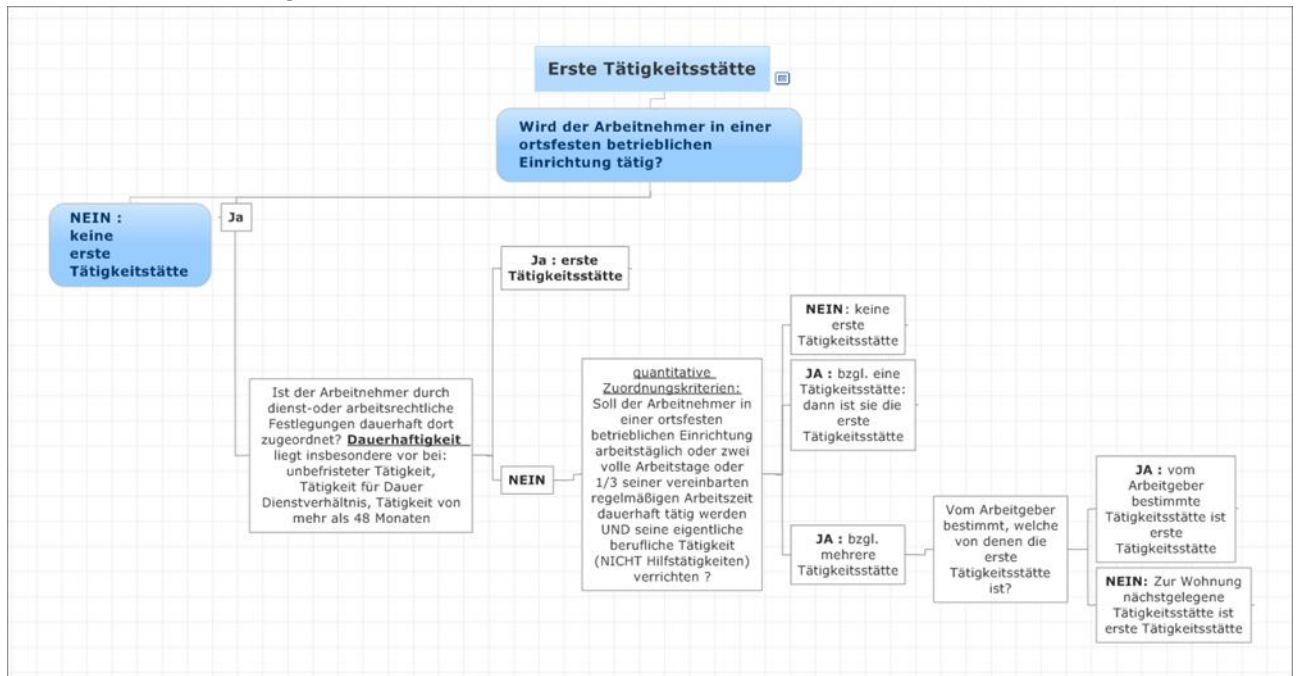 Erste Tätigkeitsstätte
Wird der Arbeitnehmer in einer
ortsfesten betrieblichen
Einrichtung tätig?
NEIN :
keine
erste
Tätigkeitstätte
Ja
Ist der Arbeitnehmer durch
dienst-oder arbeitsrechtliche
Festlegungen dauerhaft dort
zugeordnet? Dauerhaftigkeit
liegt insbesondere vor bei:
unbefristeter Tätigkeit,
Tätigkeit für Dauer
Dienstverhältnis, Tätigkeit von
mehr als 48 Monaten
Ja : erste
Tätigkeitsstätte
NEIN
quantitative
Zuordnungskriterien:
Soll der Arbeitnehmer in
einer ortsfesten
betrieblichen Einrichtung
arbeitstäglich oder zwei
volle Arbeitstage oder
1/3 seiner vereinbarten
regelmäßigen Arbeitszeit
dauerhaft tätig werden
UND seine eigentliche
berufliche Tätigkeit
(NICHT Hilfstätigkeiten)
verrichten ?
NEIN: keine
erste
Tätigkeitsstätte
JA : bzgl. eine
Tätigkeitsstätte:
dann ist sie die
erste
Tätigkeitsstätte
JA : bzgl.
mehrere
Tätigkeitsstätte
Vom Arbeitgeber
bestimmt, welche
von denen die
erste
Tätigkeitsstätte
ist?
JA : vom
Arbeitgeber
bestimmte
Tätigkeitsstätte ist
erste
Tätigkeitsstätte
NEIN: Zur Wohnung
nächstgelegene
Tätigkeitsstätte ist
erste Tätigkeitsstätte